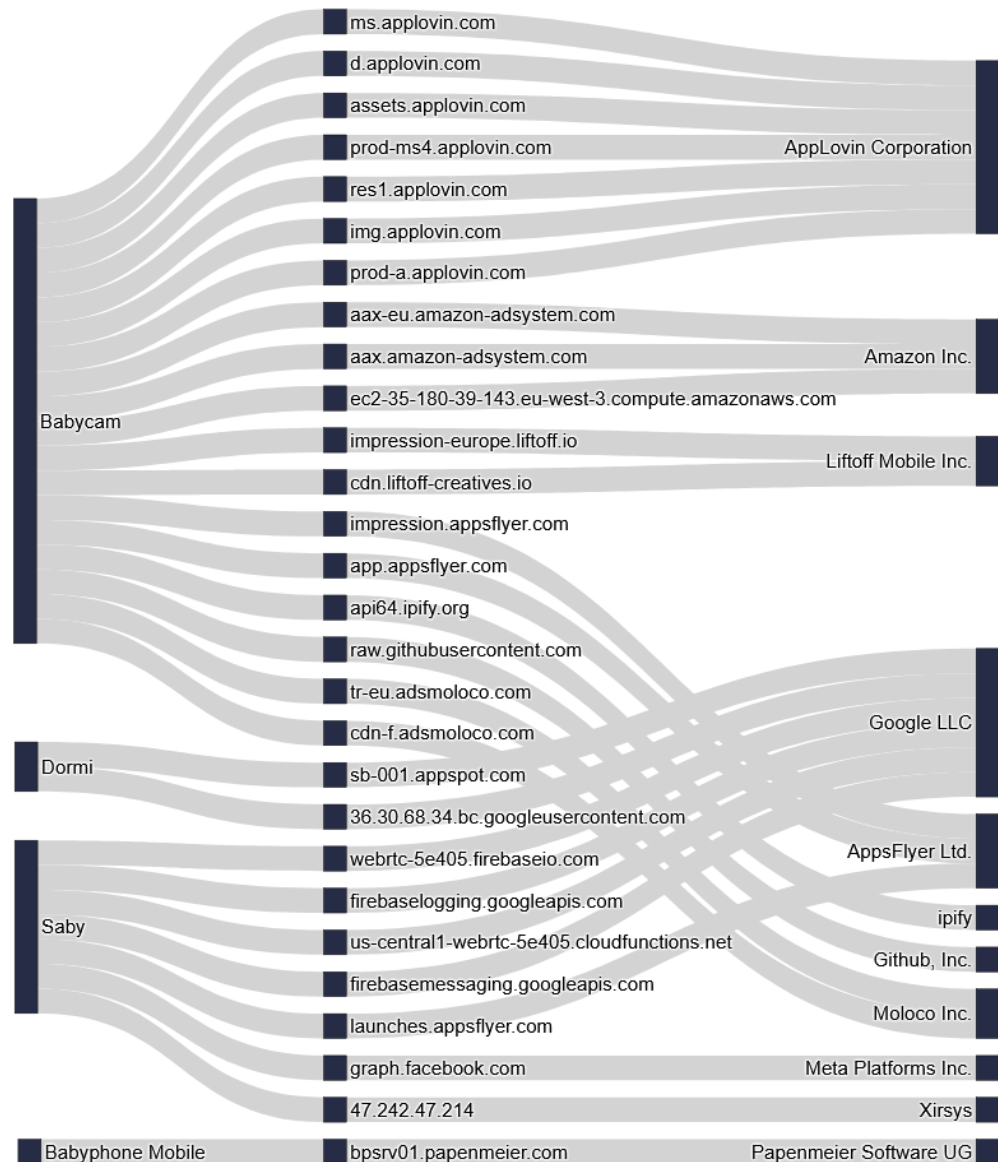 ms.applovin.com
d.applovin.com
assets.applovin.com
prod-ms4.applovin.com
AppLovin Corporation
res1.applovin.com
img.applovin.com
prod-a.applovin.com
aax-eu.amazon-adsystem.com
aax.amazon-adsystem.com
Amazon Inc.
ec2-35-180-39-143.eu-west-3.compute.amazonaws.com
Babycam
impression-europe.liftoff.io
Liftoff Mobile Inc.
cdn.liftoff-creatives.io
impression.appsflyer.com
app.appsflyer.com
api64.ipify.org
raw.githubusercontent.com
tr-eu.adsmoloco.com
Google LLC
cdn-f.adsmoloco.com
Dormi
sb-001.appspot.com
36.30.68.34.bc.googleusercontent.com
AppsFlyer Ltd.
webrtc-5e405.firebaseio.com
firebaselogging.googleapis.com
ipify
Saby
us-central1-webrtc-5e405.cloudfunctions.net
Github, Inc.
firebasemessaging.googleapis.com
Moloco Inc.
launches.appsflyer.com
graph.facebook.com
Meta Platforms Inc.
47.242.47.214
Xirsys
Babyphone Mobile
bpsrv01.papenmeier.com
Papenmeier Software UG